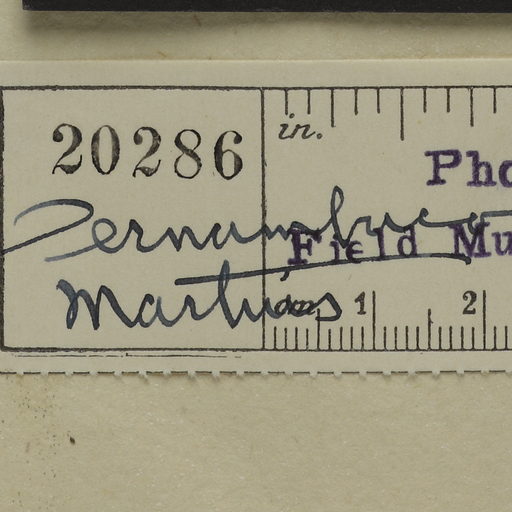 20286
in.
Pho
Pernambuco
Field Mu
Martius
1 2